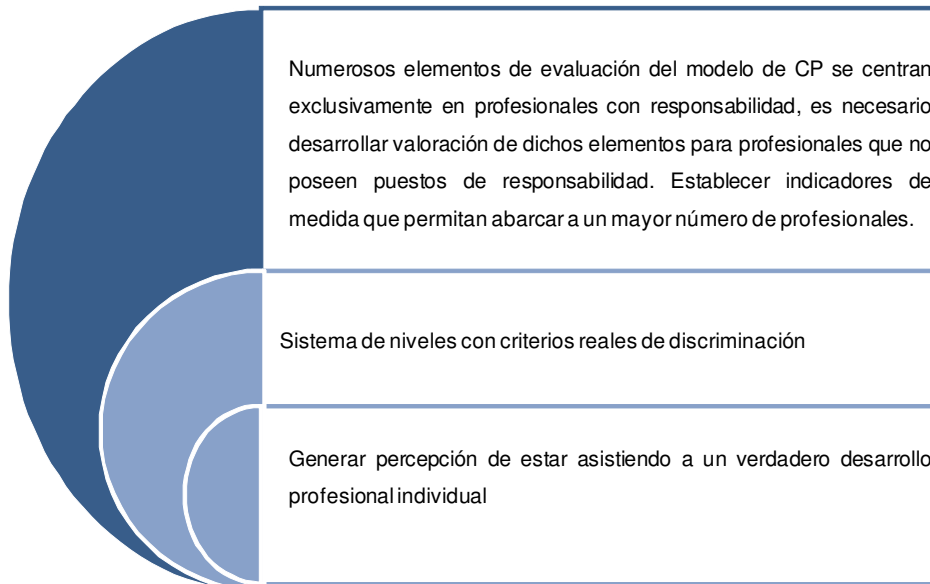 Numerosos elementos de evaluación del modelo de CP se centran
exclusivamente en profesionales con responsabilidad, es necesario
desarrollar valoración de dichos elementos para profesionales que no
poseen puestos de responsabilidad. Establecer indicadores de
medida que permitan abarcar a un mayor número de profesionales.
Sistema de niveles con criterios reales de discriminación
Generar percepción de estar asistiendo a un verdadero desarrollo
profesional individual